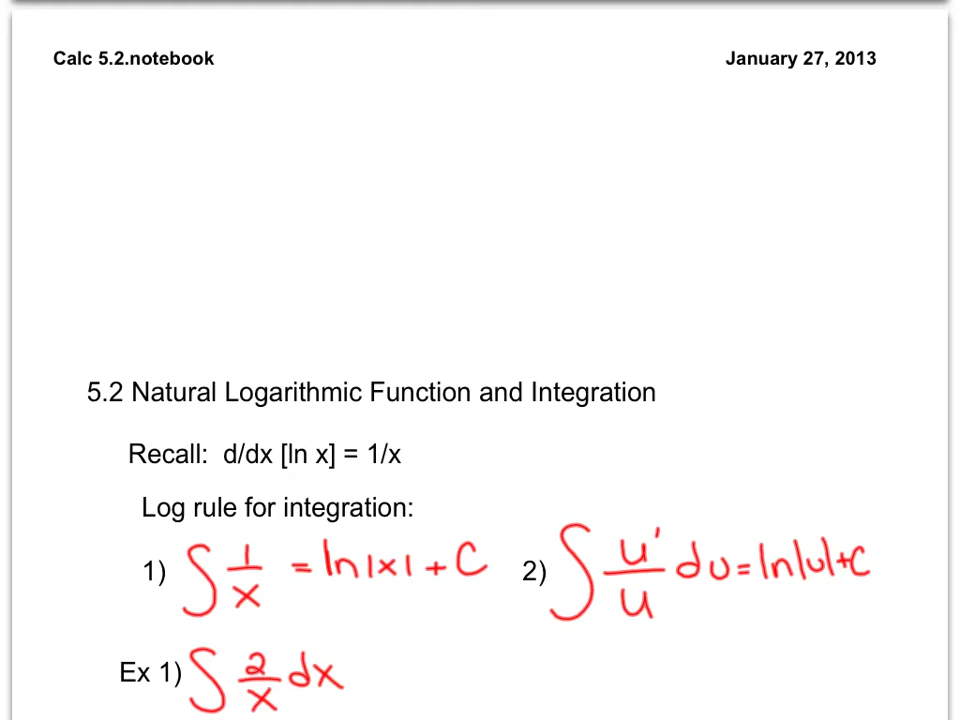 Calc 5.2.notebook January 27, 2013
5.2 Natural Logarithmic Function and Integration
Recall: d/dx [ln x] = 1/x
Log rule for integration:
1) ∫ 1/x = ln|x| + C 2) ∫ u'/u du = ln|u| + C
Ex 1) ∫ 2/x dx